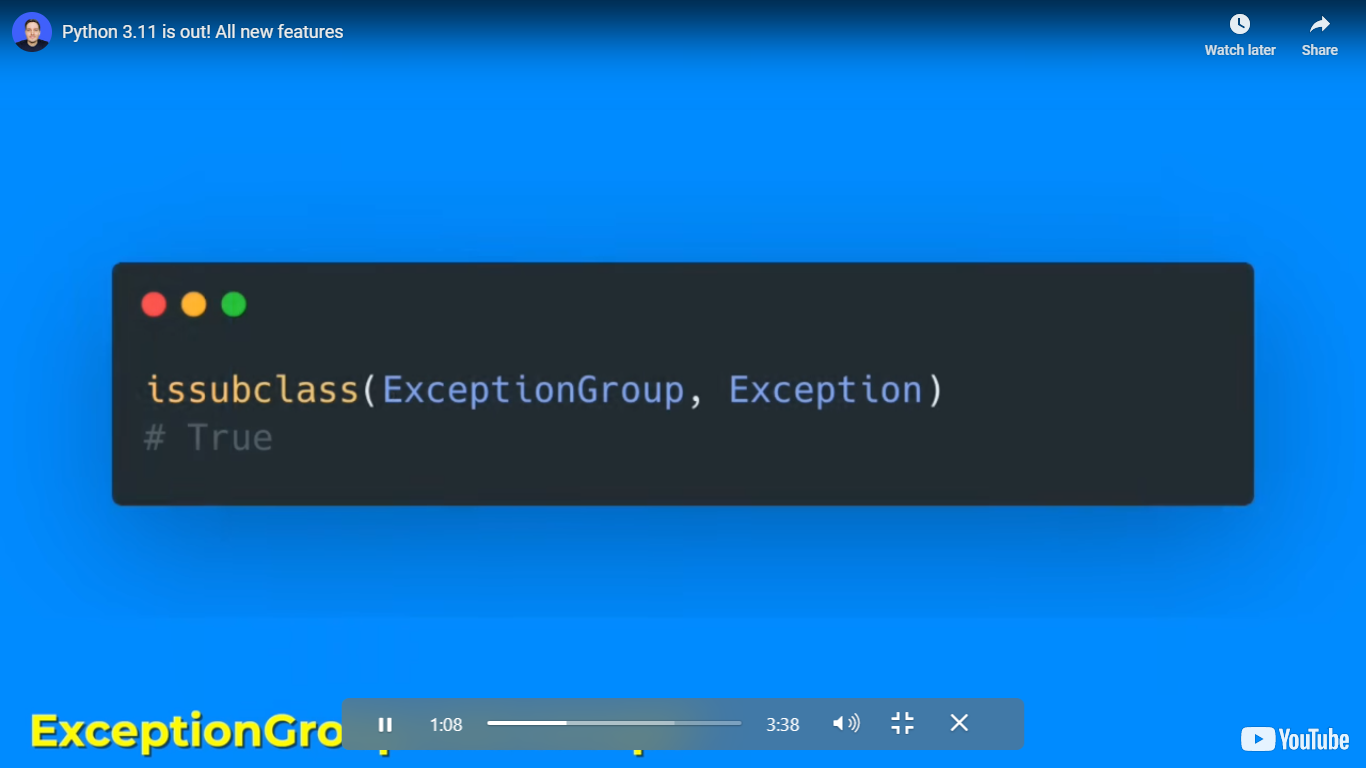 Python 3.11 is out! All new features
Watch later
Share
issubclass(ExceptionGroup, Exception)
# True
1:08
3:38
YouTube